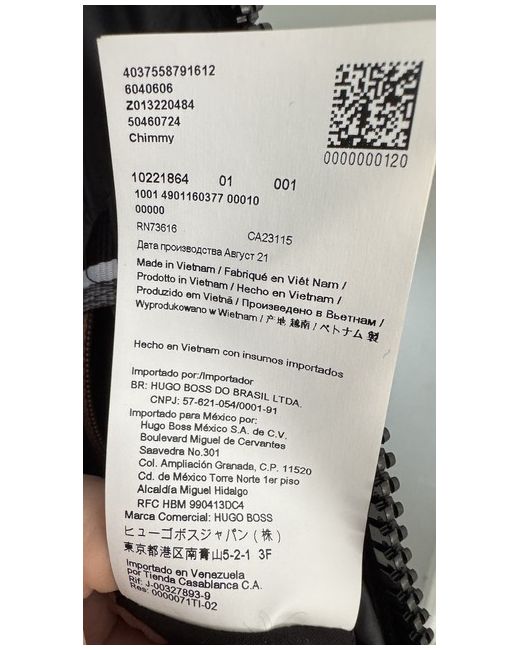 4037558791612
6040606
Z013220484
50460724
Chimmy
0000000120
10221864 01 001
1001 4901160377 00010
00000
RN73616 CA23115
Дата производства Август 21
Made in Vietnam / Fabriqué en Viêt Nam /
Prodotto in Vietnam / Hecho en Vietnam /
Produzido em Vietnã / Произведено в Вьетнам /
Wyprodukowano w Wietnam / 产地 越南 / ベトナム 製
Hecho en Vietnam con insumos importados
Importado por:/Importador
BR: HUGO BOSS DO BRASIL LTDA.
CNPJ: 57-621-054/0001-91
Importado para México por:
Hugo Boss México S.A. de C.V.
Boulevard Miguel de Cervantes
Saavedra No.301
Col. Ampliación Granada, C.P. 11520
Cd. de México Torre Norte 1er piso
Alcaldía Miguel Hidalgo
RFC HBM 990413DC4
Marca Comercial: HUGO BOSS
ヒューゴボスジャパン(株)
東京都港区南青山5-2-1 3F
Importado en Venezuela
por Tienda Casablanca C.A.
Rif: J-00327893-9
Res: 0000071TI-02